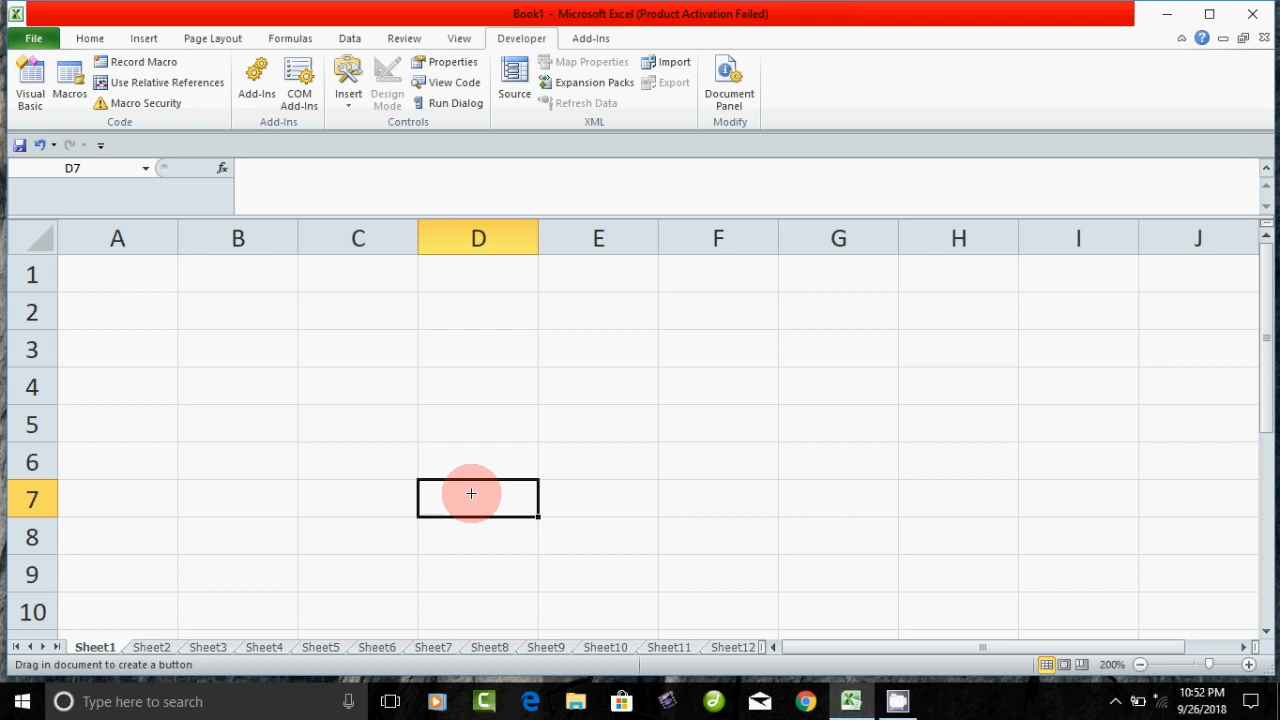 Book1 - Microsoft Excel (Product Activation Failed)
File Home Insert Page Layout Formulas Data Review View Developer Add-Ins
Visual Basic
Macros
Record Macro
Use Relative References
Macro Security
Code
Add-Ins
COM Add-Ins
Add-Ins
Insert
Design Mode
Properties
View Code
Run Dialog
Controls
Source
Map Properties
Expansion Packs
Refresh Data
Import
Export
XML
Document Panel
Modify
D7 fx
A B C D E F G H I J
1
2
3
4
5
6
7
8
9
10
Sheet1 Sheet2 Sheet3 Sheet4 Sheet5 Sheet6 Sheet7 Sheet8 Sheet9 Sheet10 Sheet11 Sheet12
Drag in document to create a button 200%
Type here to search
10:52 PM
9/26/2018